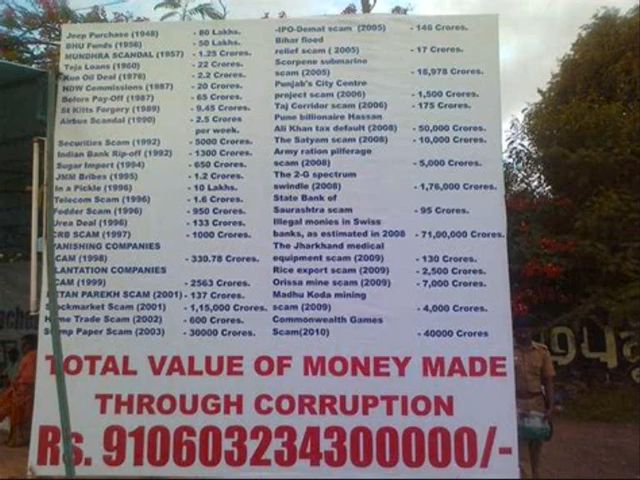 Jeep Purchase (1948) - 80 Lakhs.
BHU Funds (1956) - 50 Lakhs.
MUNDHRA SCANDAL (1957) - 1.25 Crores.
Teja Loans (1960) - 22 Crores.
Kuo Oil Deal (1976) - 2.2 Crores.
HDW Commissions (1987) - 20 Crores.
Bofors Pay-Off (1987) - 65 Crores.
St Kitts Forgery (1989) - 9.45 Crores.
Airbus Scandal (1990) - 2.5 Crores
per week.
Securities Scam (1992) - 5000 Crores.
Indian Bank Rip-off (1992) - 1300 Crores.
Sugar Import (1994) - 650 Crores.
JMM Bribes (1995) - 1.2 Crores.
In a Pickle (1996) - 10 Lakhs.
Telecom Scam (1996) - 1.6 Crores.
Fodder Scam (1996) - 950 Crores.
Urea Deal (1996) - 133 Crores.
CRB SCAM (1997) - 1000 Crores.
VANISHING COMPANIES
SCAM (1998) - 330.78 Crores.
PLANTATION COMPANIES
SCAM (1999) - 2563 Crores.
KETAN PAREKH SCAM (2001) - 137 Crores.
Stockmarket Scam (2001) - 1,15,000 Crores.
Home Trade Scam (2002) - 600 Crores.
Stamp Paper Scam (2003) - 30000 Crores.
-IPO-Demat scam (2005) - 146 Crores.
Bihar flood
relief scam ( 2005) - 17 Crores.
Scorpene submarine
scam (2005) - 18,978 Crores.
Punjab's City Centre
project scam (2006) - 1,500 Crores.
Taj Corridor scam (2006) - 175 Crores.
Pune billionaire Hassan
Ali Khan tax default (2008) - 50,000 Crores.
The Satyam scam (2008) - 10,000 Crores.
Army ration pilferage
scam (2008) - 5,000 Crores.
The 2-G spectrum
swindle (2008) - 1,76,000 Crores.
State Bank of
Saurashtra scam - 95 Crores.
Illegal monies in Swiss
banks, as estimated in 2008 - 71,00,000 Crores.
The Jharkhand medical
equipment scam (2009) - 130 Crores.
Rice export scam (2009) - 2,500 Crores.
Orissa mine scam (2009) - 7,000 Crores.
Madhu Koda mining
scam (2009) - 4,000 Crores.
Commonwealth Games
Scam(2010) - 40000 Crores
TOTAL VALUE OF MONEY MADE
THROUGH CORRUPTION
Rs. 910603234300000/-